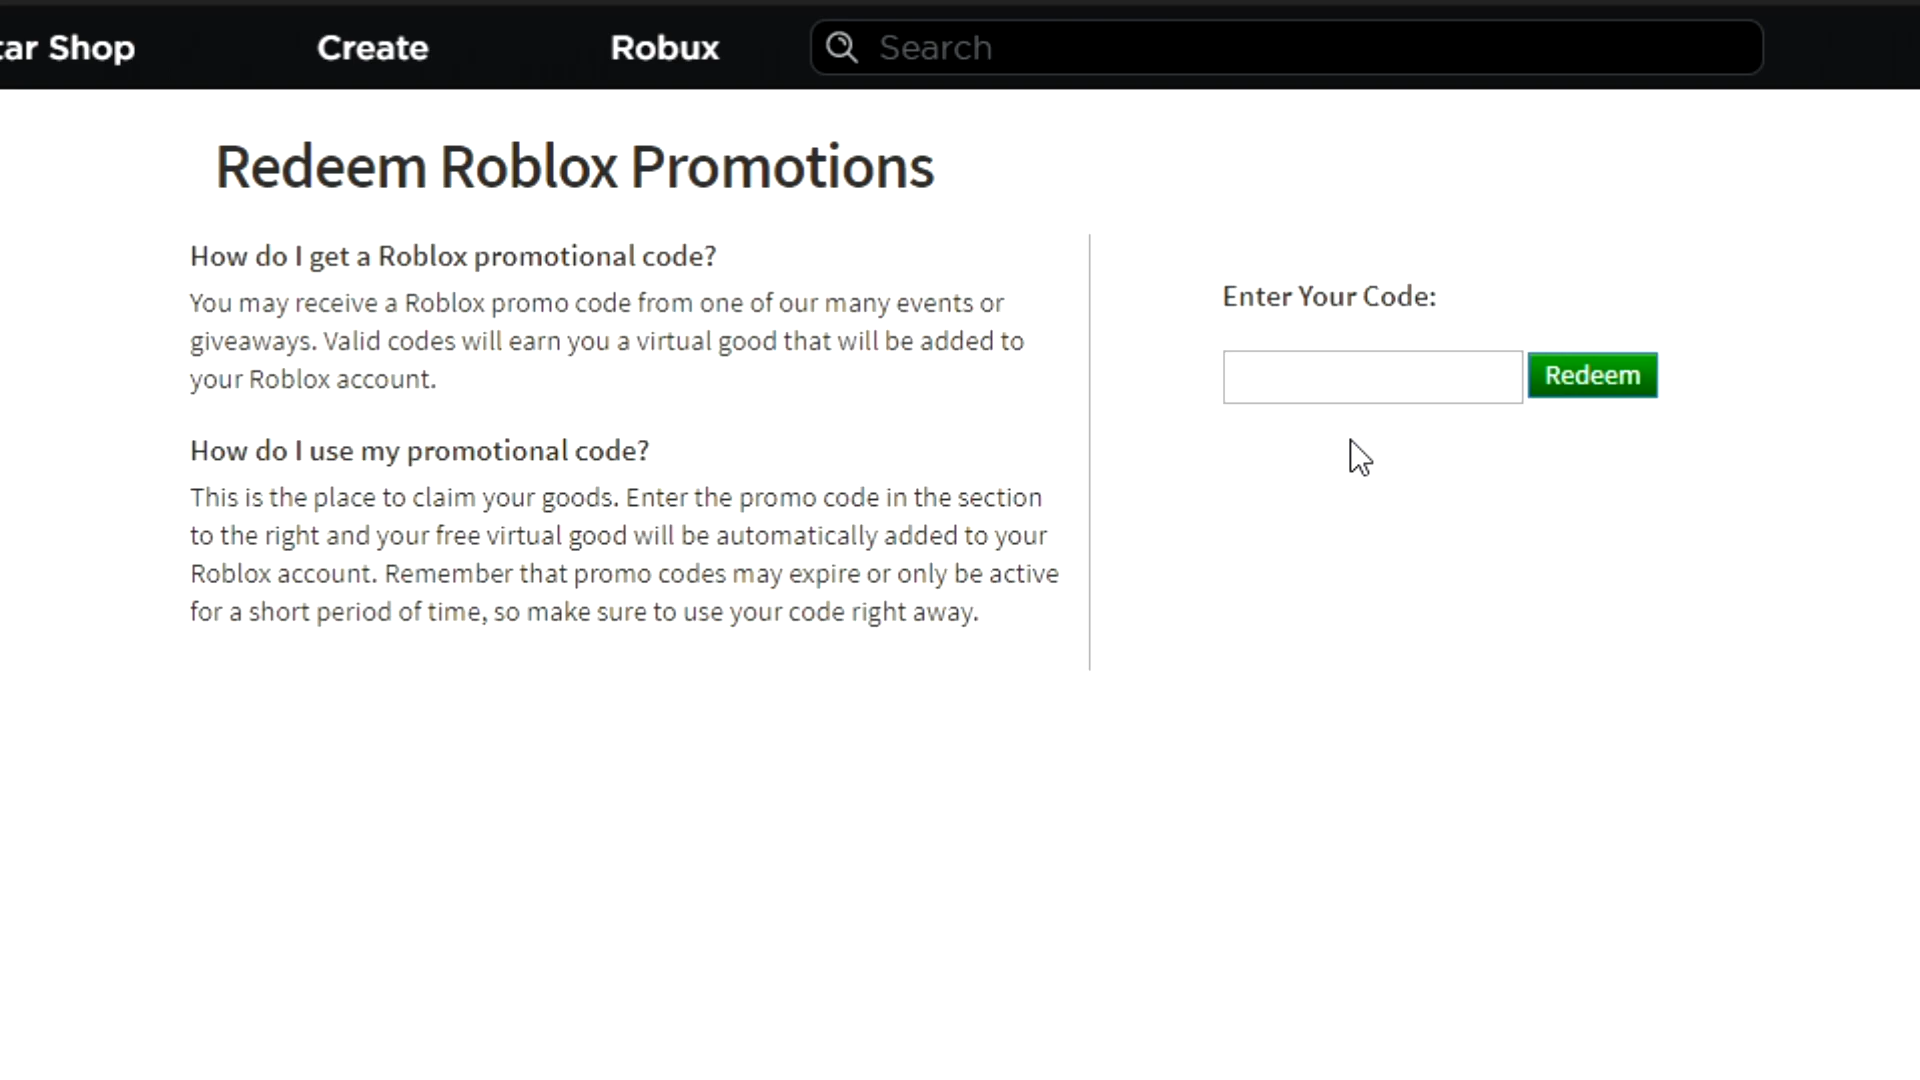 Shop
Create
Robux
Search
Redeem Roblox Promotions
How do I get a Roblox promotional code?
You may receive a Roblox promo code from one of our many events or
giveaways. Valid codes will earn you a virtual good that will be added to
your Roblox account.
How do I use my promotional code?
This is the place to claim your goods. Enter the promo code in the section
to the right and your free virtual good will be automatically added to your
Roblox account. Remember that promo codes may expire or only be active
for a short period of time, so make sure to use your code right away.
Enter Your Code:
Redeem